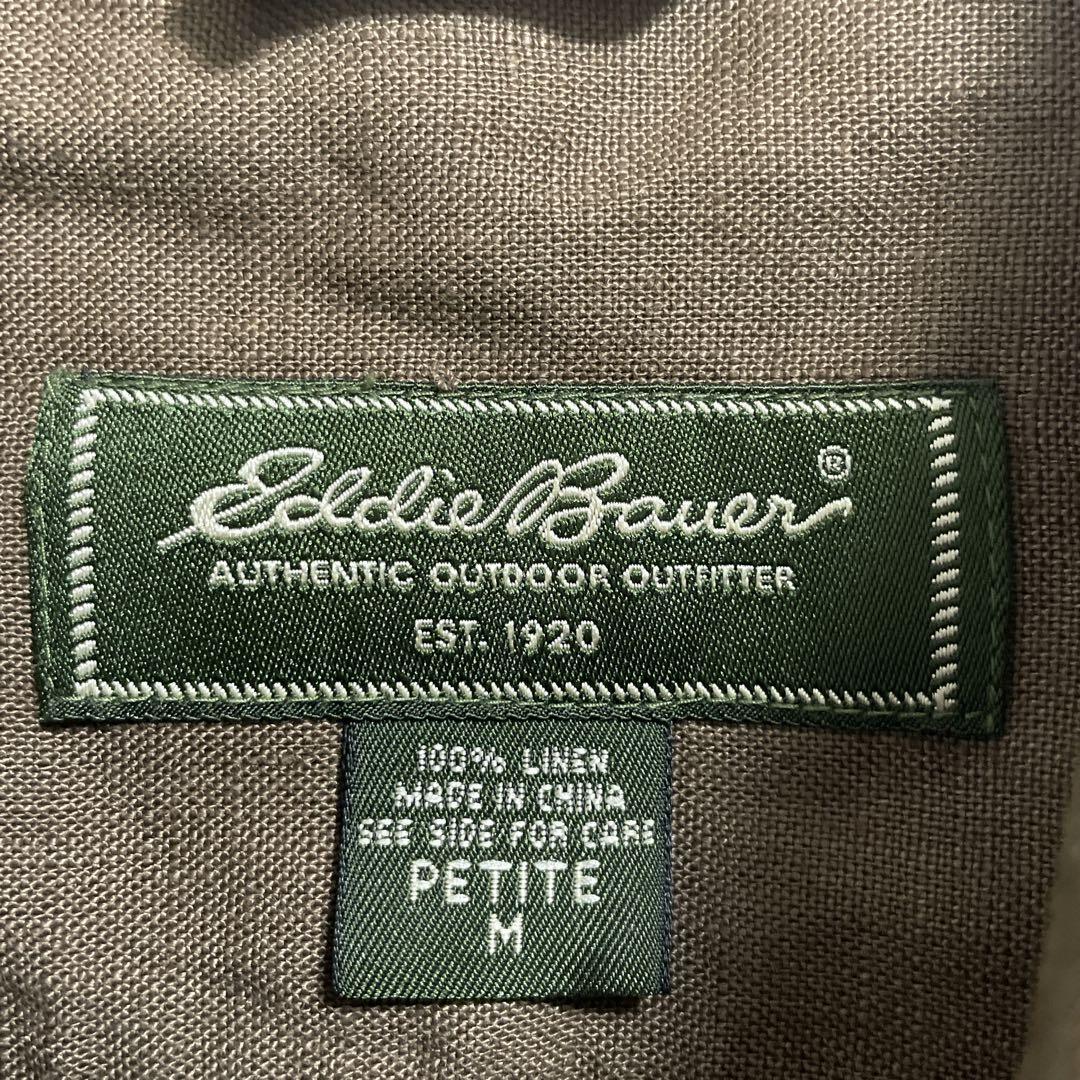 Eddie Bauer®
AUTHENTIC OUTDOOR OUTFITTER
EST. 1920
100% LINEN
MADE IN CHINA
SEE SIDE FOR CARE
PETITE
M